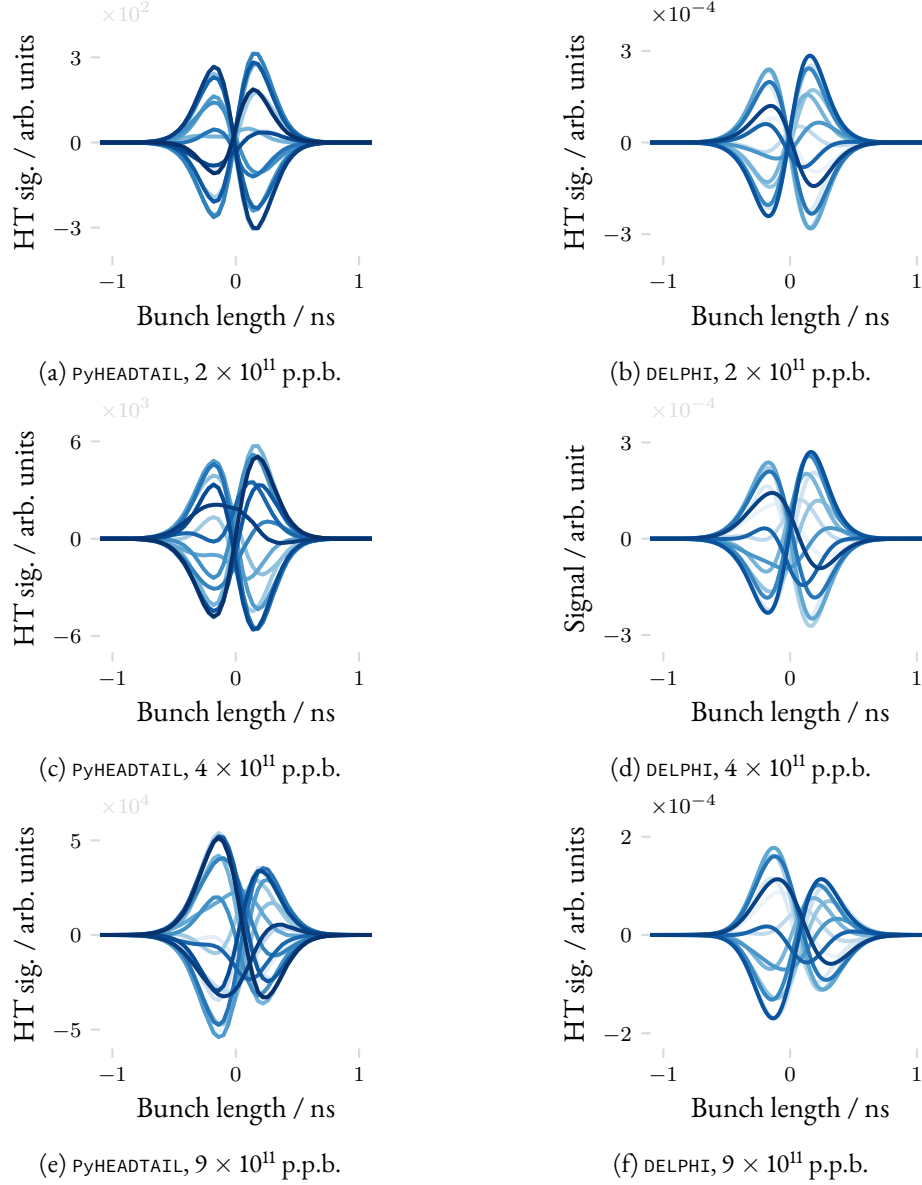 ×10² ×10⁻⁴
HT sig. / arb. units
3
0
−3
−1 0 1
Bunch length / ns
HT sig. / arb. units
3
0
−3
−1 0 1
Bunch length / ns
(a) PyHEADTAIL, 2 × 10¹¹ p.p.b. (b) DELPHI, 2 × 10¹¹ p.p.b.
×10³ ×10⁻⁴
HT sig. / arb. units
6
0
−6
−1 0 1
Bunch length / ns
Signal / arb. unit
3
0
−3
−1 0 1
Bunch length / ns
(c) PyHEADTAIL, 4 × 10¹¹ p.p.b. (d) DELPHI, 4 × 10¹¹ p.p.b.
×10⁴ ×10⁻⁴
HT sig. / arb. units
5
0
−5
−1 0 1
Bunch length / ns
HT sig. / arb. units
2
0
−2
−1 0 1
Bunch length / ns
(e) PyHEADTAIL, 9 × 10¹¹ p.p.b. (f) DELPHI, 9 × 10¹¹ p.p.b.